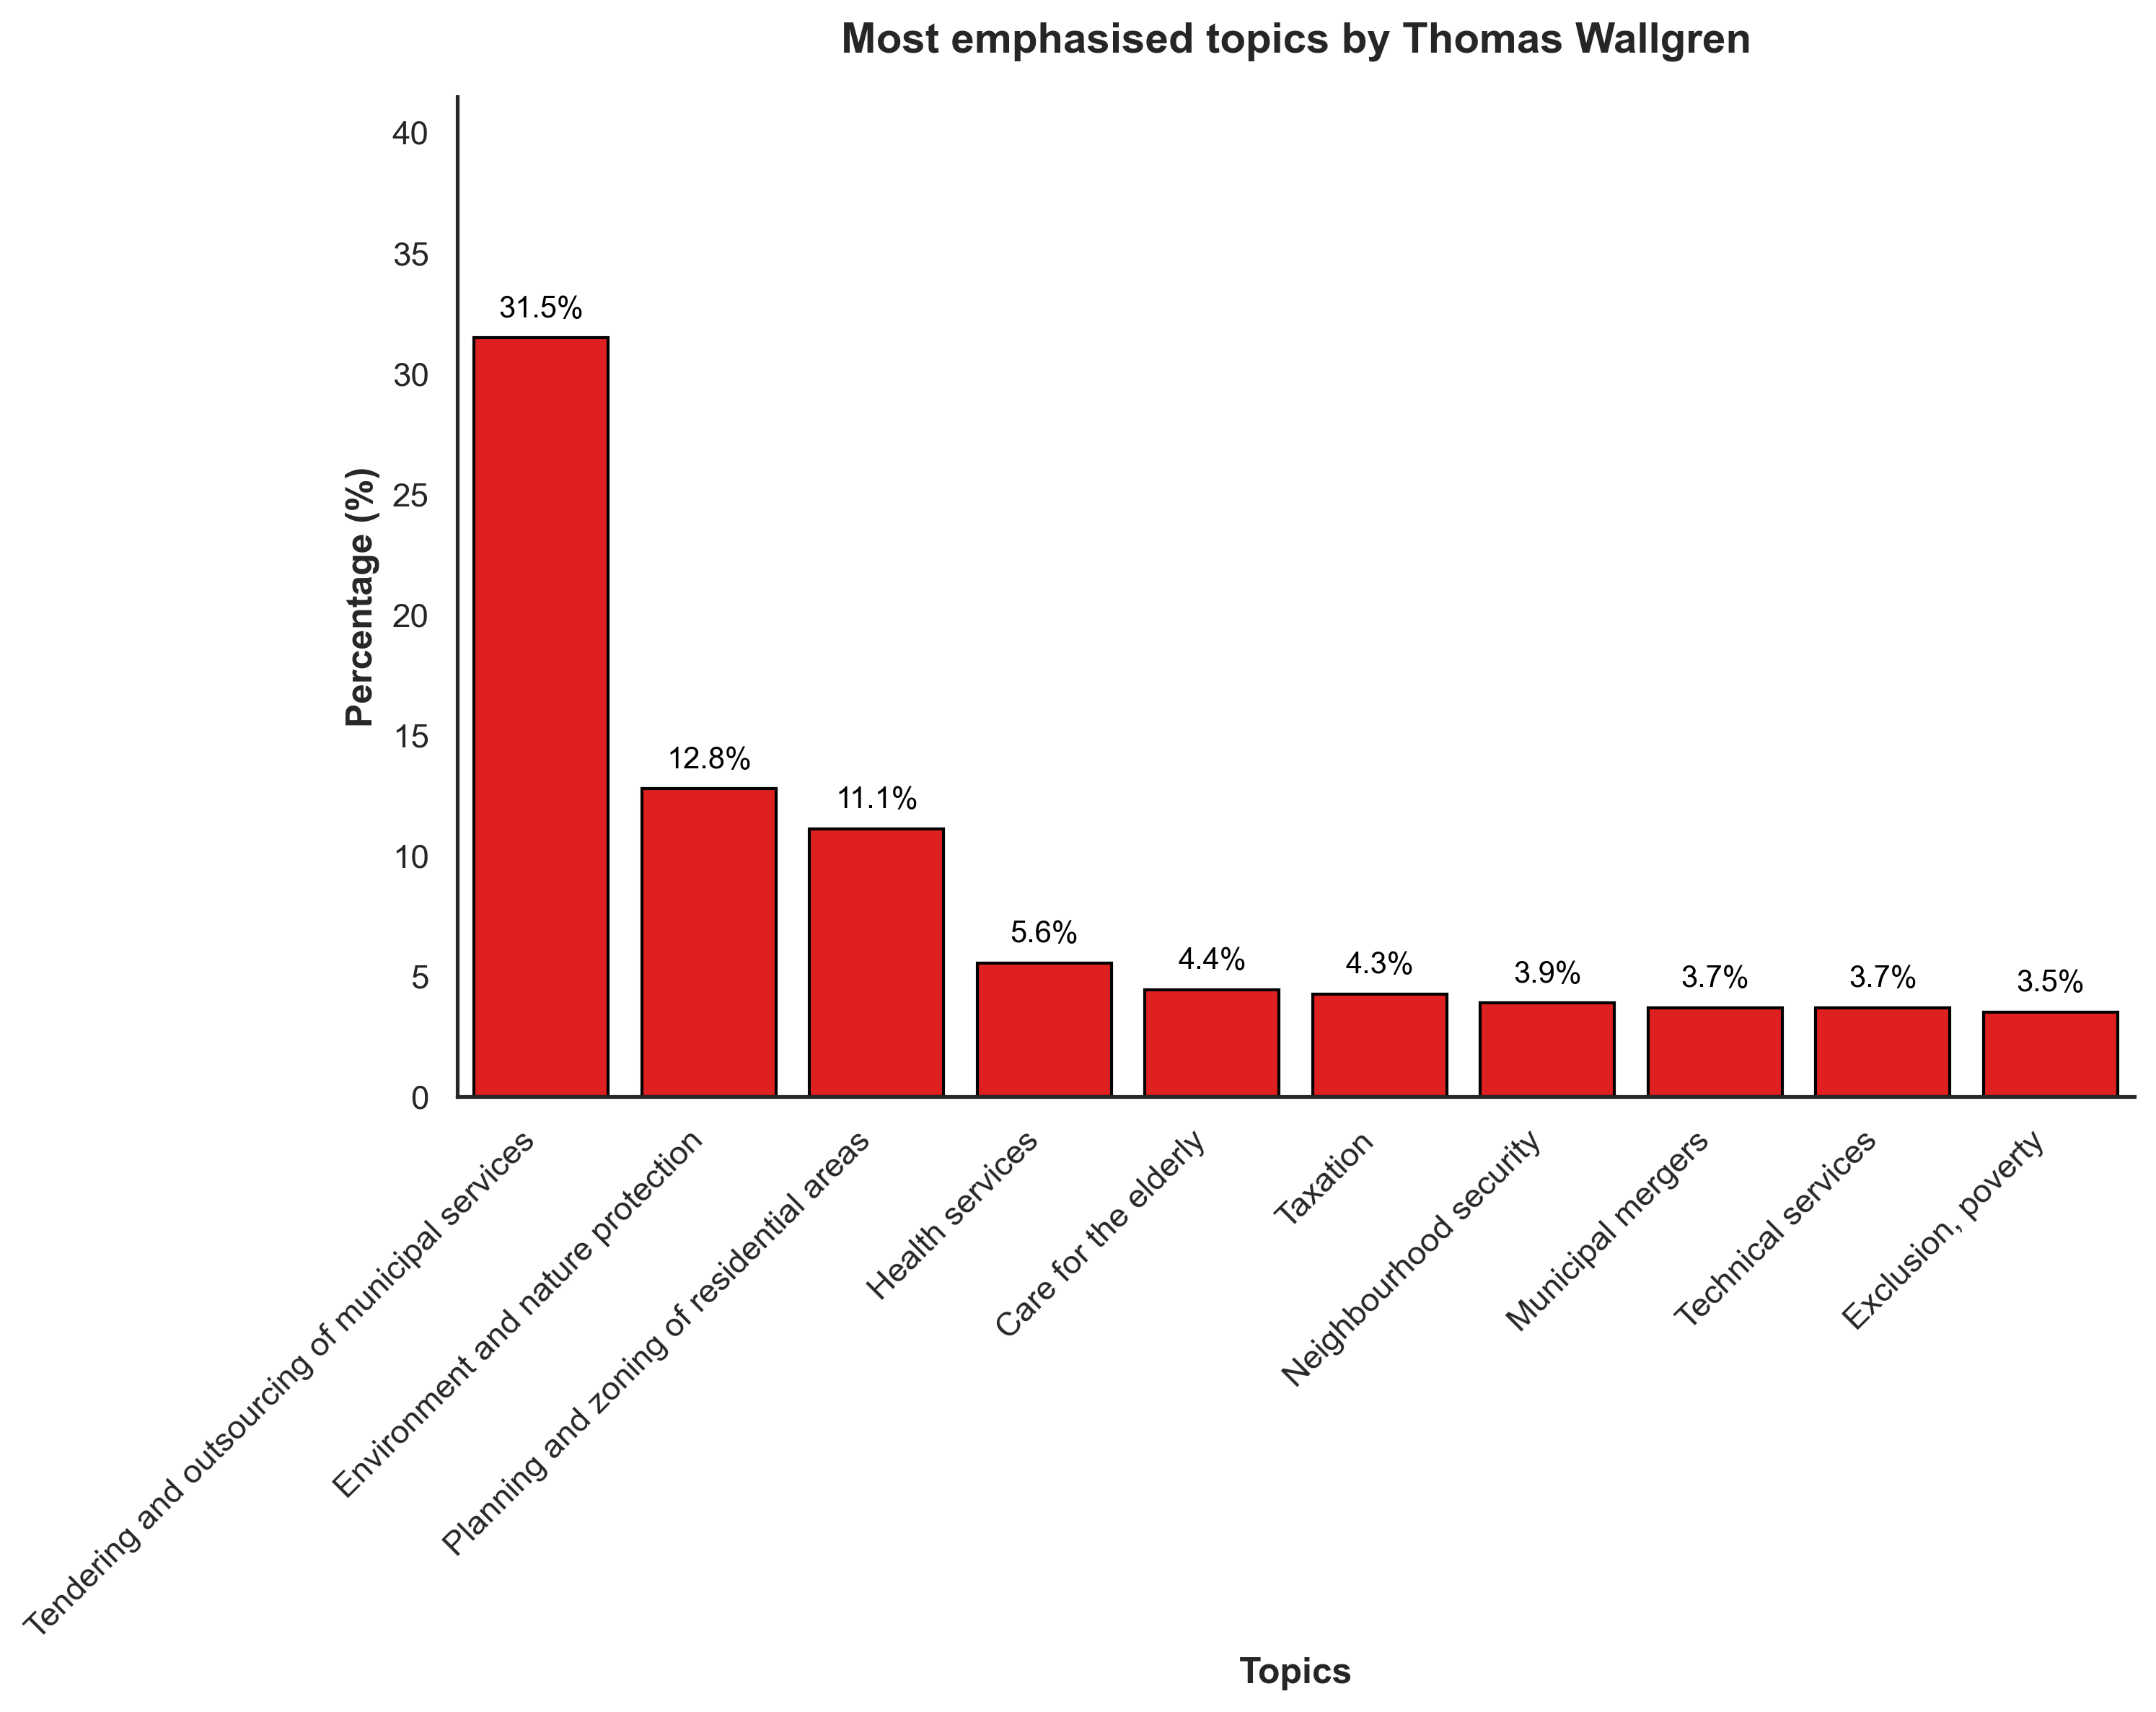 Most emphasised topics by Thomas Wallgren
Percentage (%)
40
35
30
25
20
15
10
5
0
31.5%
12.8%
11.1%
5.6%
4.4%
4.3%
3.9%
3.7%
3.7%
3.5%
Tendering and outsourcing of municipal services
Environment and nature protection
Planning and zoning of residential areas
Health services
Care for the elderly
Taxation
Neighbourhood security
Municipal mergers
Technical services
Exclusion, poverty
Topics